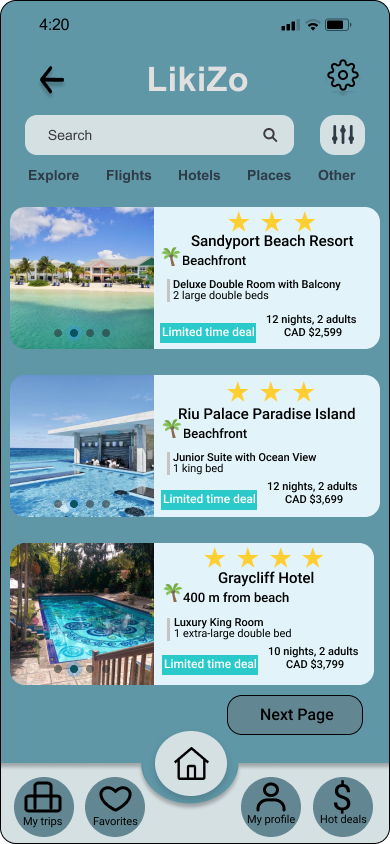 4:20
LikiZo
Search
Explore Flights Hotels Places Other
Sandyport Beach Resort
Beachfront
Deluxe Double Room with Balcony
2 large double beds
12 nights, 2 adults
Limited time deal
CAD $2,599
Riu Palace Paradise Island
Beachfront
Junior Suite with Ocean View
1 king bed
12 nights, 2 adults
Limited time deal
CAD $3,699
Graycliff Hotel
400 m from beach
Luxury King Room
1 extra-large double bed
10 nights, 2 adults
Limited time deal
CAD $3,799
Next Page
My trips
Favorites
My profile
Hot deals